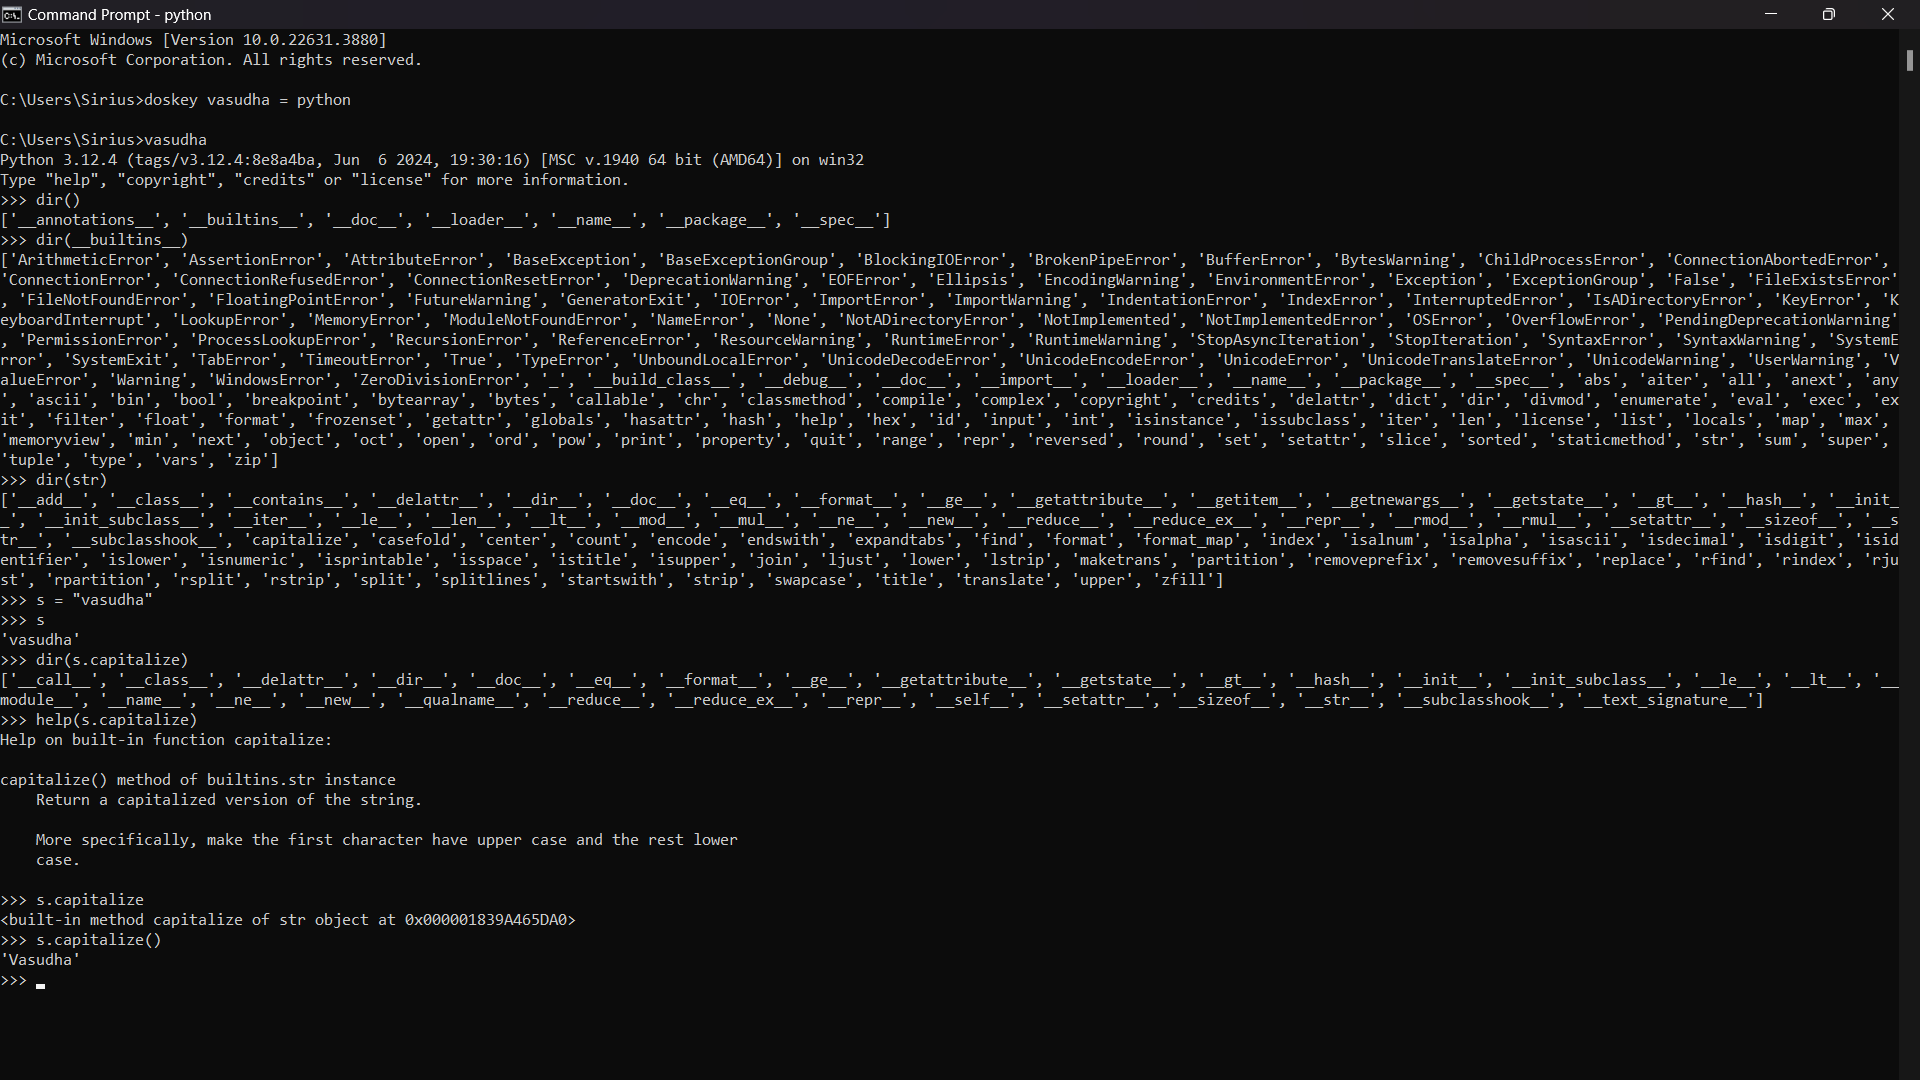 Command Prompt - python
Microsoft Windows [Version 10.0.22631.3880]
(c) Microsoft Corporation. All rights reserved.
C:\Users\Sirius>doskey vasudha = python
C:\Users\Sirius>vasudha
Python 3.12.4 (tags/v3.12.4:8e8a4ba, Jun  6 2024, 19:30:16) [MSC v.1940 64 bit (AMD64)] on win32
Type "help", "copyright", "credits" or "license" for more information.
>>> dir()
['__annotations__', '__builtins__', '__doc__', '__loader__', '__name__', '__package__', '__spec__']
>>> dir(__builtins__)
['ArithmeticError', 'AssertionError', 'AttributeError', 'BaseException', 'BaseExceptionGroup', 'BlockingIOError', 'BrokenPipeError', 'BufferError', 'BytesWarning', 'ChildProcessError', 'ConnectionAbortedError',
'ConnectionError', 'ConnectionRefusedError', 'ConnectionResetError', 'DeprecationWarning', 'EOFError', 'Ellipsis', 'EncodingWarning', 'EnvironmentError', 'Exception', 'ExceptionGroup', 'False', 'FileExistsError'
, 'FileNotFoundError', 'FloatingPointError', 'FutureWarning', 'GeneratorExit', 'IOError', 'ImportError', 'ImportWarning', 'IndentationError', 'IndexError', 'InterruptedError', 'IsADirectoryError', 'KeyError', 'K
eyboardInterrupt', 'LookupError', 'MemoryError', 'ModuleNotFoundError', 'NameError', 'None', 'NotADirectoryError', 'NotImplemented', 'NotImplementedError', 'OSError', 'OverflowError', 'PendingDeprecationWarning'
, 'PermissionError', 'ProcessLookupError', 'RecursionError', 'ReferenceError', 'ResourceWarning', 'RuntimeError', 'RuntimeWarning', 'StopAsyncIteration', 'StopIteration', 'SyntaxError', 'SyntaxWarning', 'SystemE
rror', 'SystemExit', 'TabError', 'TimeoutError', 'True', 'TypeError', 'UnboundLocalError', 'UnicodeDecodeError', 'UnicodeEncodeError', 'UnicodeError', 'UnicodeTranslateError', 'UnicodeWarning', 'UserWarning', 'V
alueError', 'Warning', 'WindowsError', 'ZeroDivisionError', '_', '__build_class__', '__debug__', '__doc__', '__import__', '__loader__', '__name__', '__package__', '__spec__', 'abs', 'aiter', 'all', 'anext', 'any
', 'ascii', 'bin', 'bool', 'breakpoint', 'bytearray', 'bytes', 'callable', 'chr', 'classmethod', 'compile', 'complex', 'copyright', 'credits', 'delattr', 'dict', 'dir', 'divmod', 'enumerate', 'eval', 'exec', 'ex
it', 'filter', 'float', 'format', 'frozenset', 'getattr', 'globals', 'hasattr', 'hash', 'help', 'hex', 'id', 'input', 'int', 'isinstance', 'issubclass', 'iter', 'len', 'license', 'list', 'locals', 'map', 'max',
'memoryview', 'min', 'next', 'object', 'oct', 'open', 'ord', 'pow', 'print', 'property', 'quit', 'range', 'repr', 'reversed', 'round', 'set', 'setattr', 'slice', 'sorted', 'staticmethod', 'str', 'sum', 'super',
'tuple', 'type', 'vars', 'zip']
>>> dir(str)
['__add__', '__class__', '__contains__', '__delattr__', '__dir__', '__doc__', '__eq__', '__format__', '__ge__', '__getattribute__', '__getitem__', '__getnewargs__', '__getstate__', '__gt__', '__hash__', '__init_
_', '__init_subclass__', '__iter__', '__le__', '__len__', '__lt__', '__mod__', '__mul__', '__ne__', '__new__', '__reduce__', '__reduce_ex__', '__repr__', '__rmod__', '__rmul__', '__setattr__', '__sizeof__', '__s
tr__', '__subclasshook__', 'capitalize', 'casefold', 'center', 'count', 'encode', 'endswith', 'expandtabs', 'find', 'format', 'format_map', 'index', 'isalnum', 'isalpha', 'isascii', 'isdecimal', 'isdigit', 'isid
entifier', 'islower', 'isnumeric', 'isprintable', 'isspace', 'istitle', 'isupper', 'join', 'ljust', 'lower', 'lstrip', 'maketrans', 'partition', 'removeprefix', 'removesuffix', 'replace', 'rfind', 'rindex', 'rju
st', 'rpartition', 'rsplit', 'rstrip', 'split', 'splitlines', 'startswith', 'strip', 'swapcase', 'title', 'translate', 'upper', 'zfill']
>>> s = "vasudha"
>>> s
'vasudha'
>>> dir(s.capitalize)
['__call__', '__class__', '__delattr__', '__dir__', '__doc__', '__eq__', '__format__', '__ge__', '__getattribute__', '__getstate__', '__gt__', '__hash__', '__init__', '__init_subclass__', '__le__', '__lt__', '__
module__', '__name__', '__ne__', '__new__', '__qualname__', '__reduce__', '__reduce_ex__', '__repr__', '__self__', '__setattr__', '__sizeof__', '__str__', '__subclasshook__', '__text_signature__']
>>> help(s.capitalize)
Help on built-in function capitalize:
capitalize() method of builtins.str instance
    Return a capitalized version of the string.
    More specifically, make the first character have upper case and the rest lower
    case.
>>> s.capitalize
<built-in method capitalize of str object at 0x000001839A465DA0>
>>> s.capitalize()
'Vasudha'
>>>